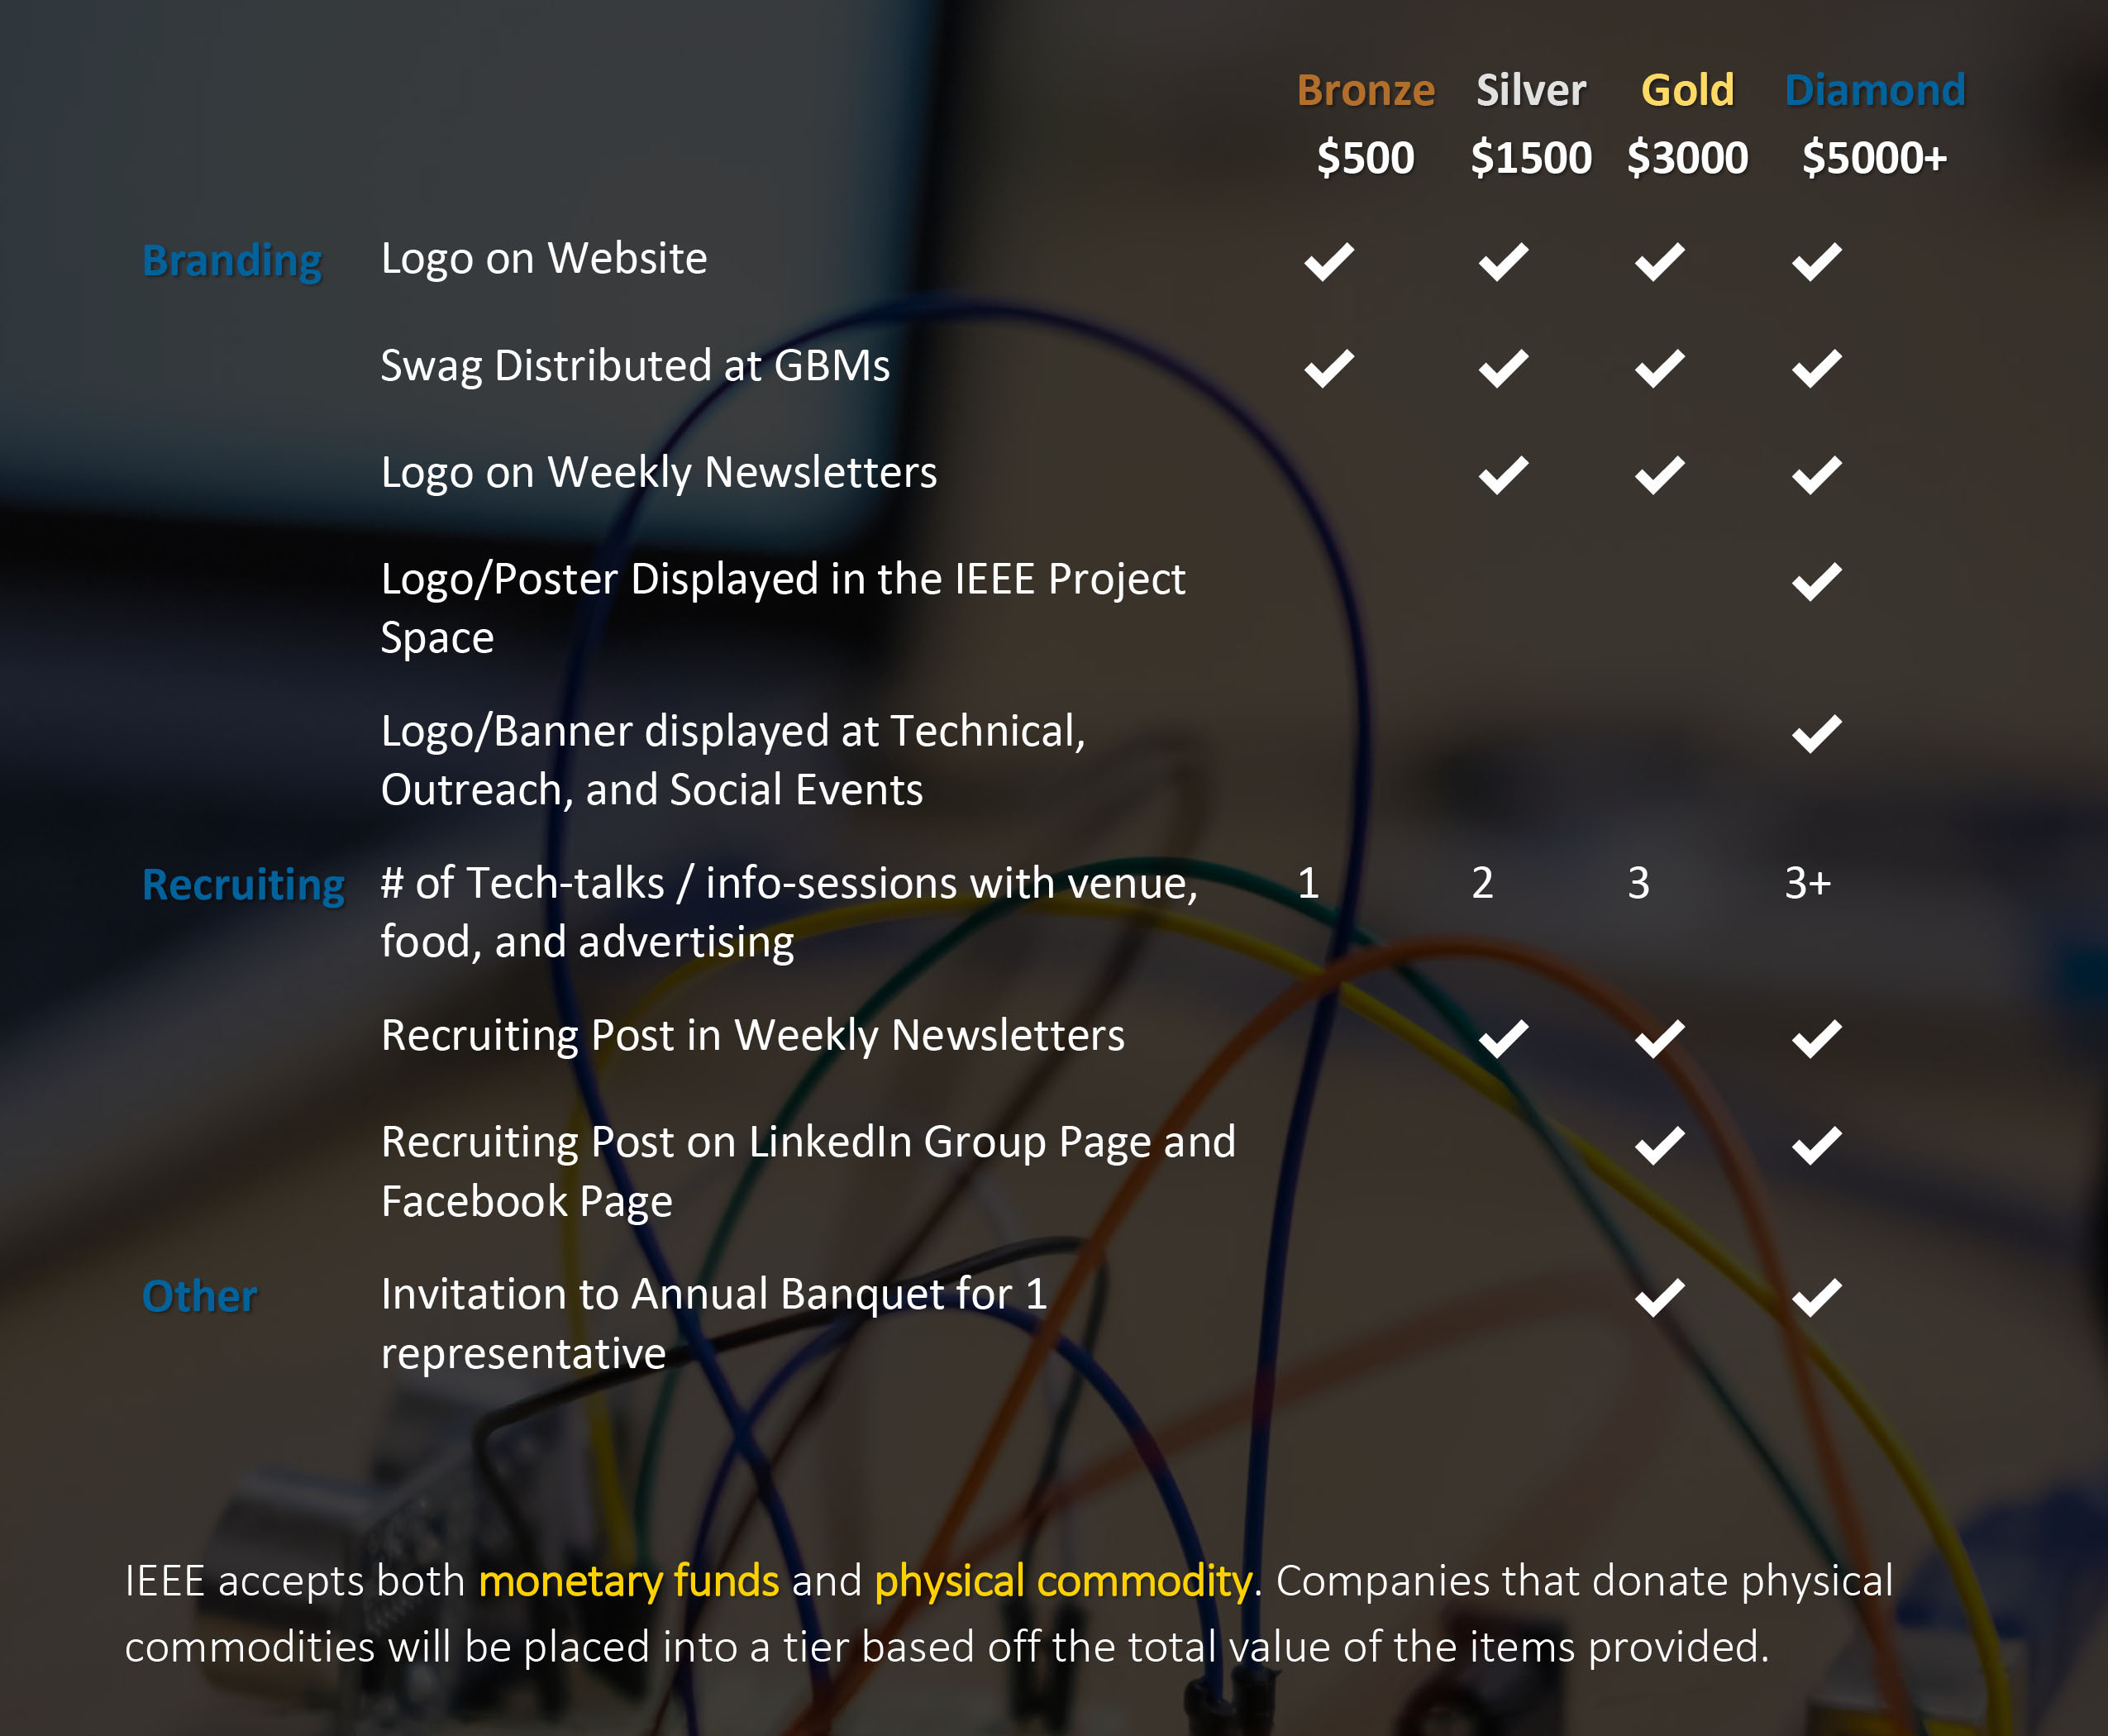 Bronze Silver Gold Diamond
$500 $1500 $3000 $5000+
Branding Logo on Website ✓ ✓ ✓ ✓
Swag Distributed at GBMs ✓ ✓ ✓ ✓
Logo on Weekly Newsletters ✓ ✓ ✓
Logo/Poster Displayed in the IEEE Project ✓
Space
Logo/Banner displayed at Technical, ✓
Outreach, and Social Events
Recruiting # of Tech-talks / info-sessions with venue, 1 2 3 3+
food, and advertising
Recruiting Post in Weekly Newsletters ✓ ✓ ✓
Recruiting Post on LinkedIn Group Page and ✓ ✓
Facebook Page
Other Invitation to Annual Banquet for 1 ✓ ✓
representative
IEEE accepts both monetary funds and physical commodity. Companies that donate physical
commodities will be placed into a tier based off the total value of the items provided.